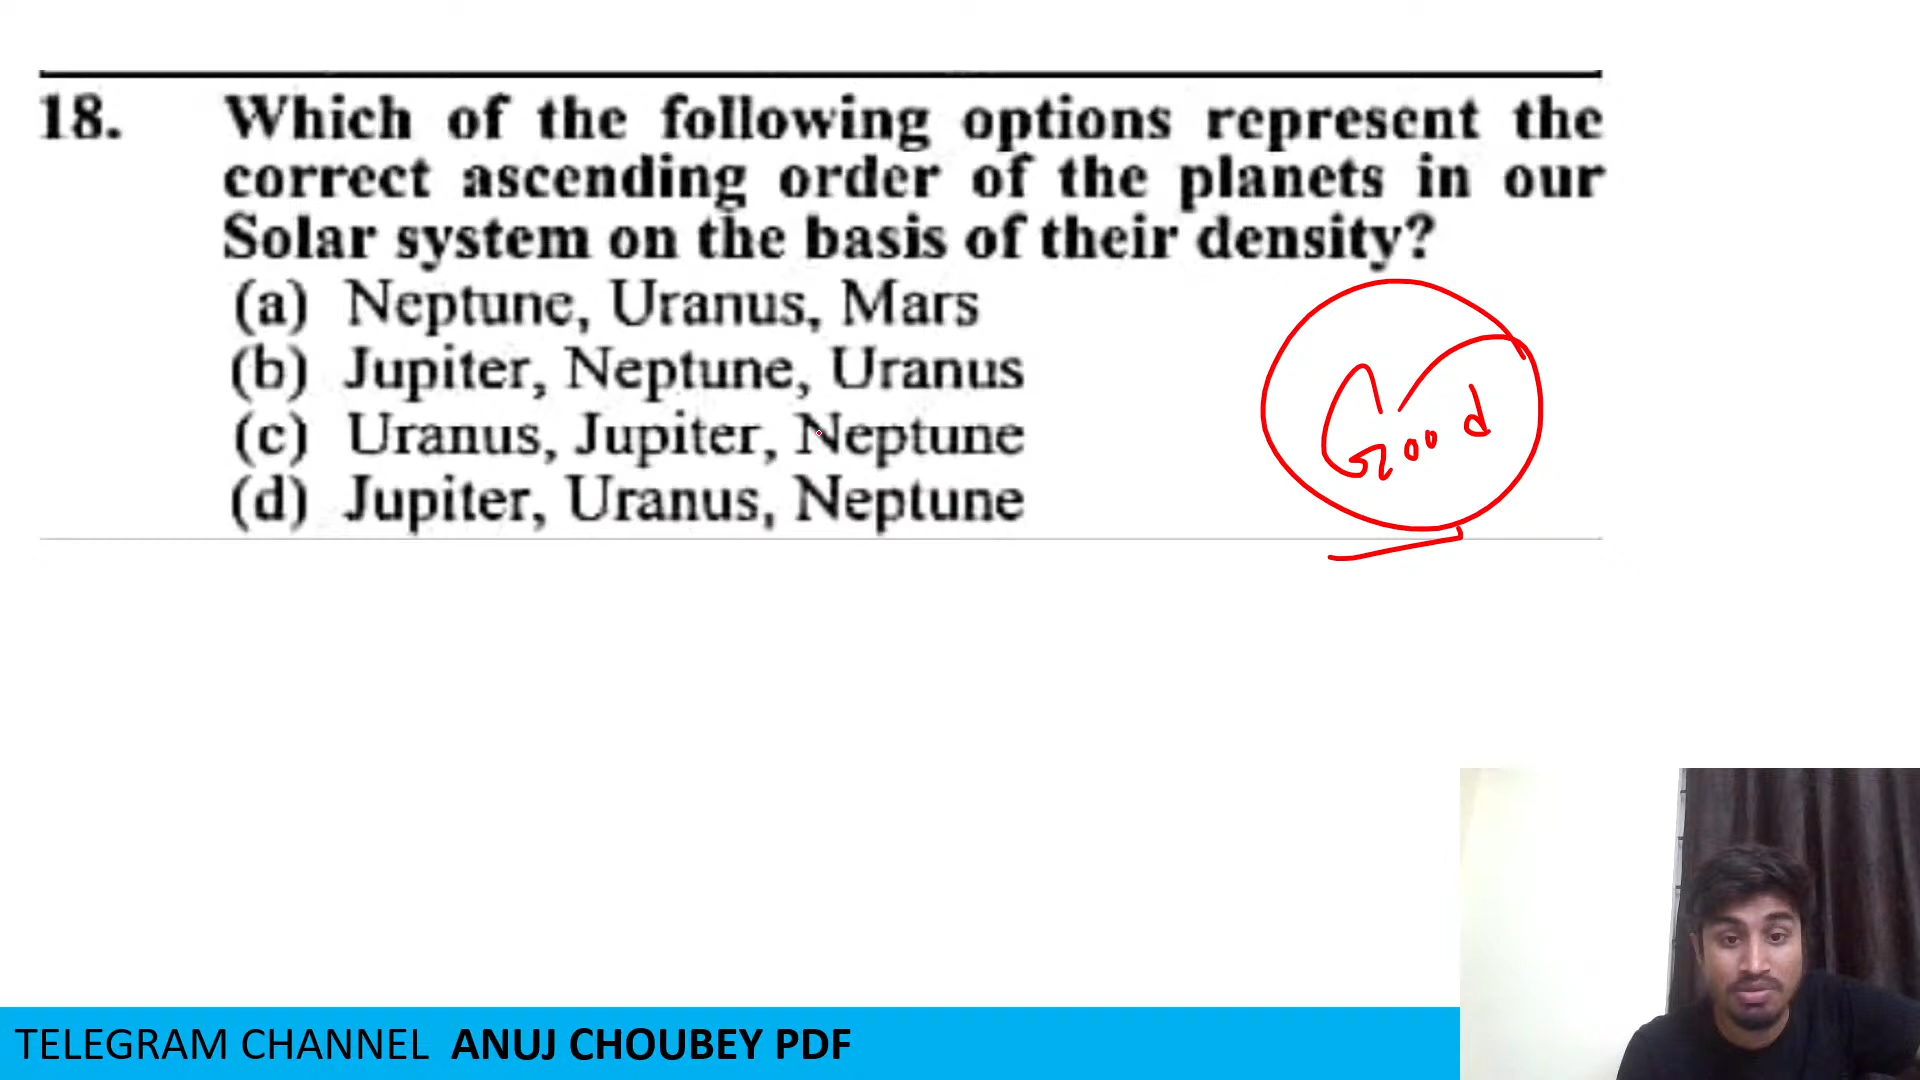 18. Which of the following options represent the
correct ascending order of the planets in our
Solar system on the basis of their density?
(a) Neptune, Uranus, Mars
(b) Jupiter, Neptune, Uranus
(c) Uranus, Jupiter, Neptune
(d) Jupiter, Uranus, Neptune
Good
TELEGRAM CHANNEL ANUJ CHOUBEY PDF